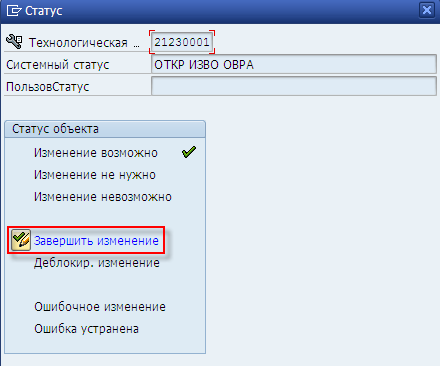 Статус
Технологическая ... 21230001
Системный статус ОТКР ИЗВО ОВРА
ПользовСтатус
Статус объекта
Изменение возможно
Изменение не нужно
Изменение невозможно
Завершить изменение
Деблокир. изменение
Ошибочное изменение
Ошибка устранена